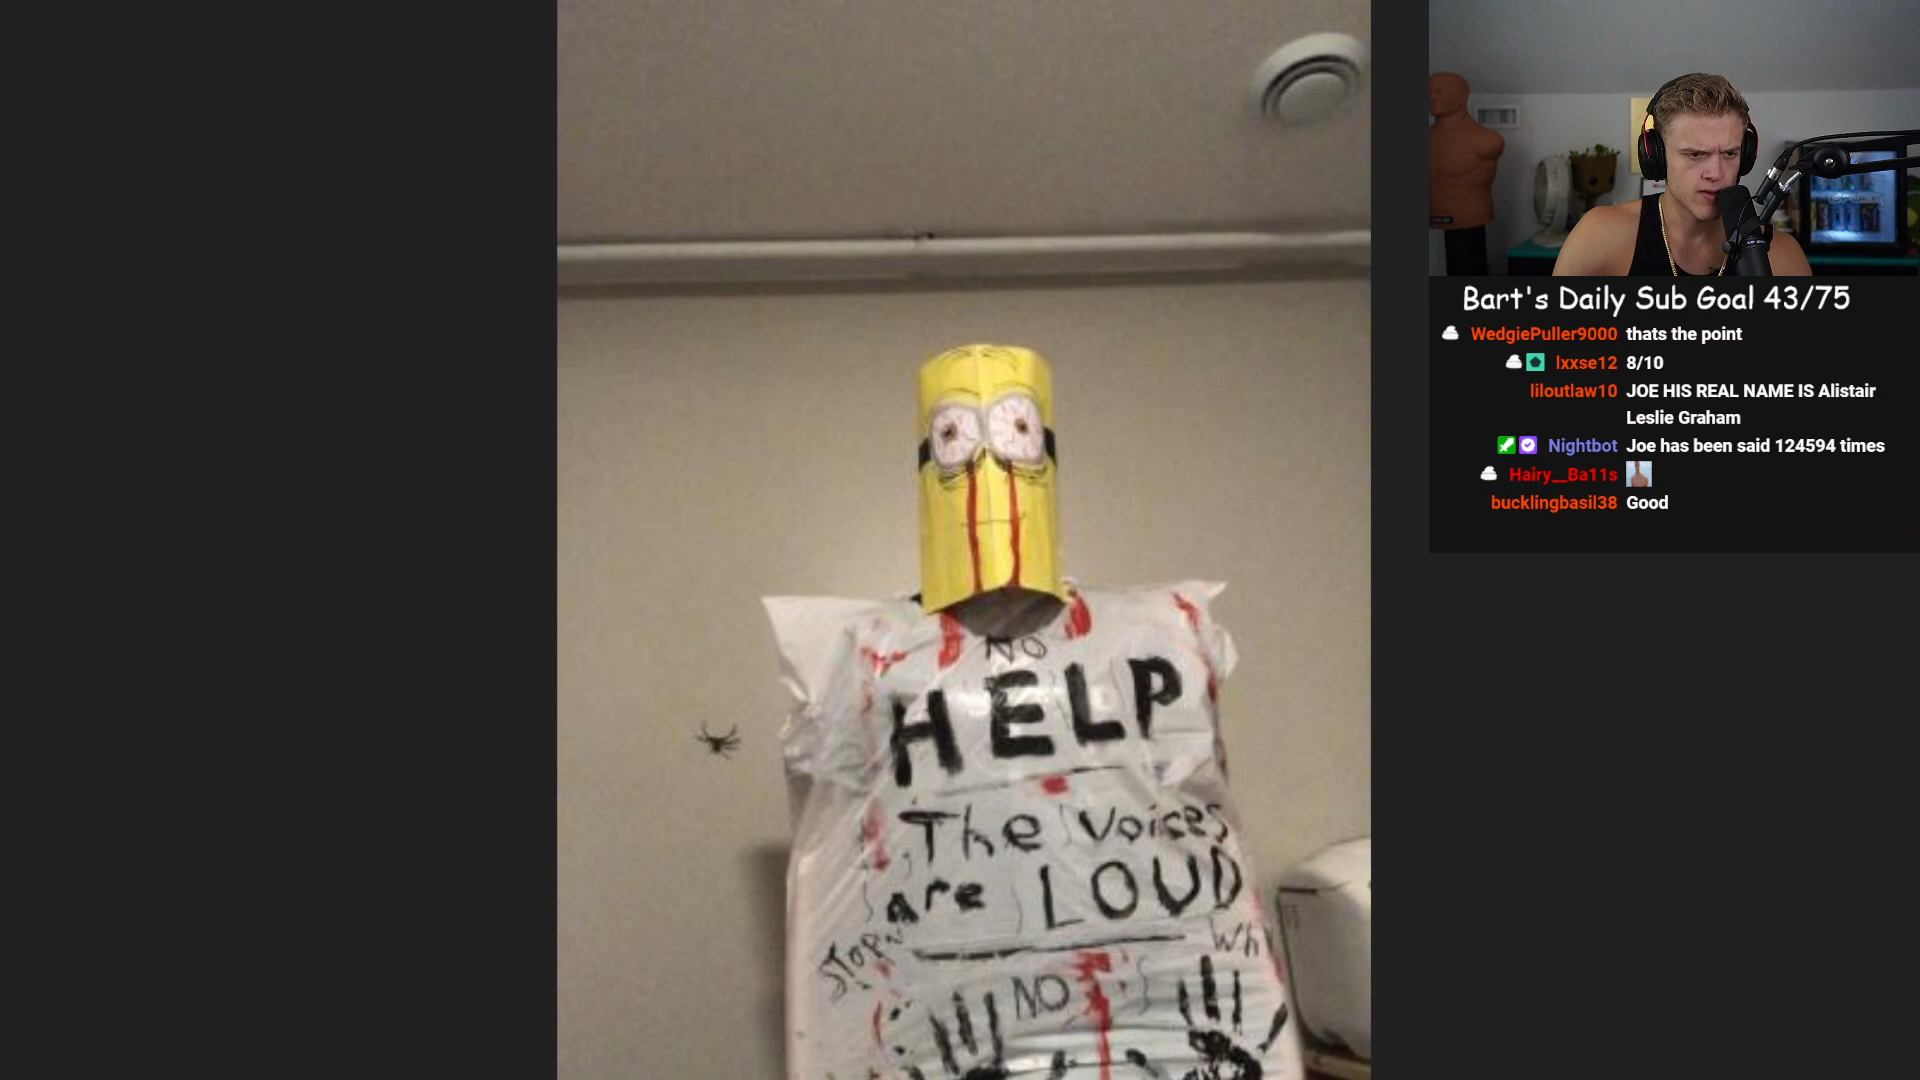 NO
HELP
The Voices
are LOUD
STOP
Wh
NO
Bart's Daily Sub Goal 43/75
WedgiePuller9000 thats the point
lxxse12 8/10
liloutlaw10 JOE HIS REAL NAME IS Alistair
Leslie Graham
Nightbot Joe has been said 124594 times
Hairy__Ba11s
bucklingbasil38 Good